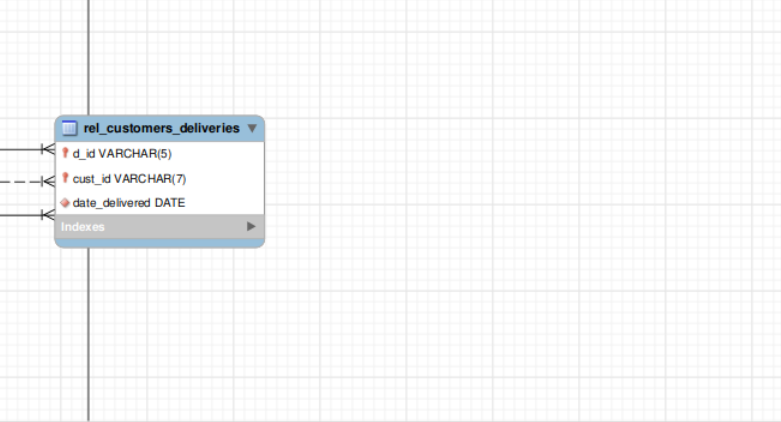 rel_customers_deliveries
d_id VARCHAR(5)
cust_id VARCHAR(7)
date_delivered DATE
Indexes